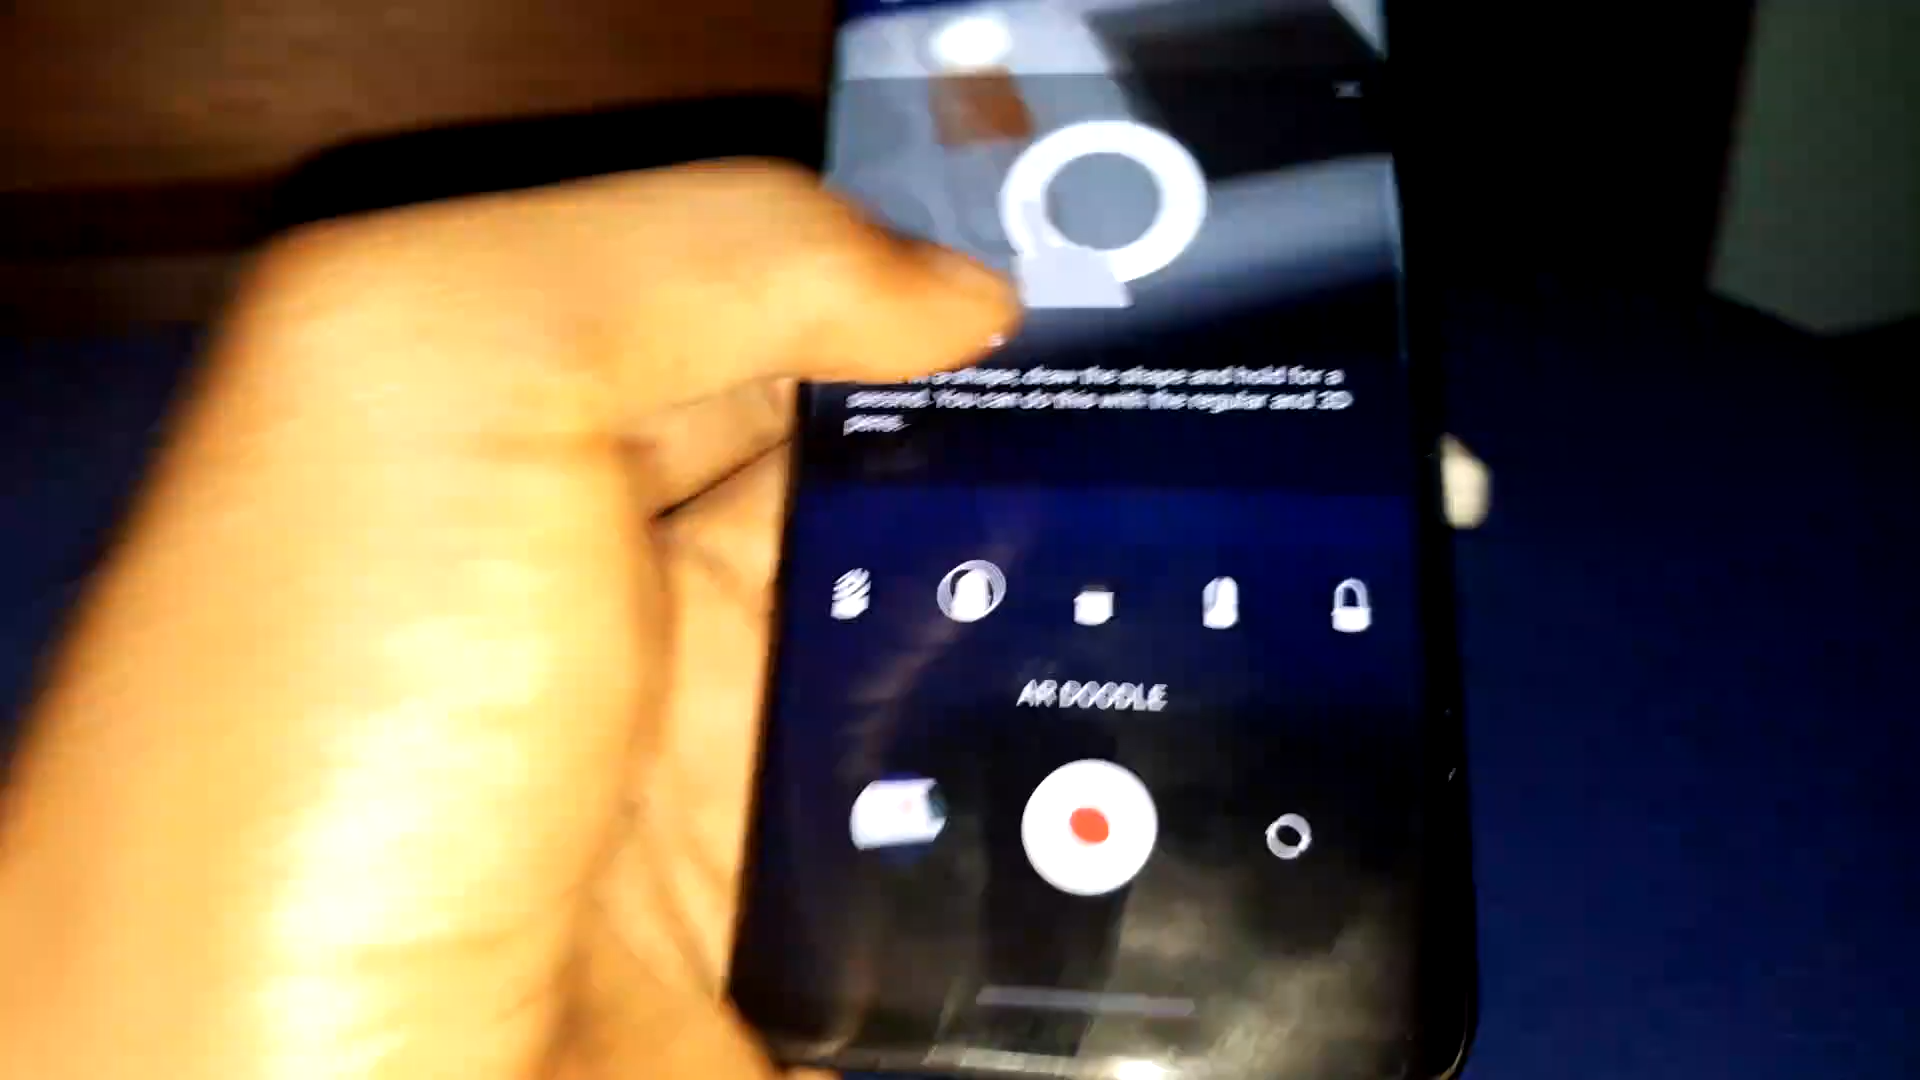 a shape, draw the shape and hold for a
second. You can do this with the regular and 3D
pens.
AR DOODLE